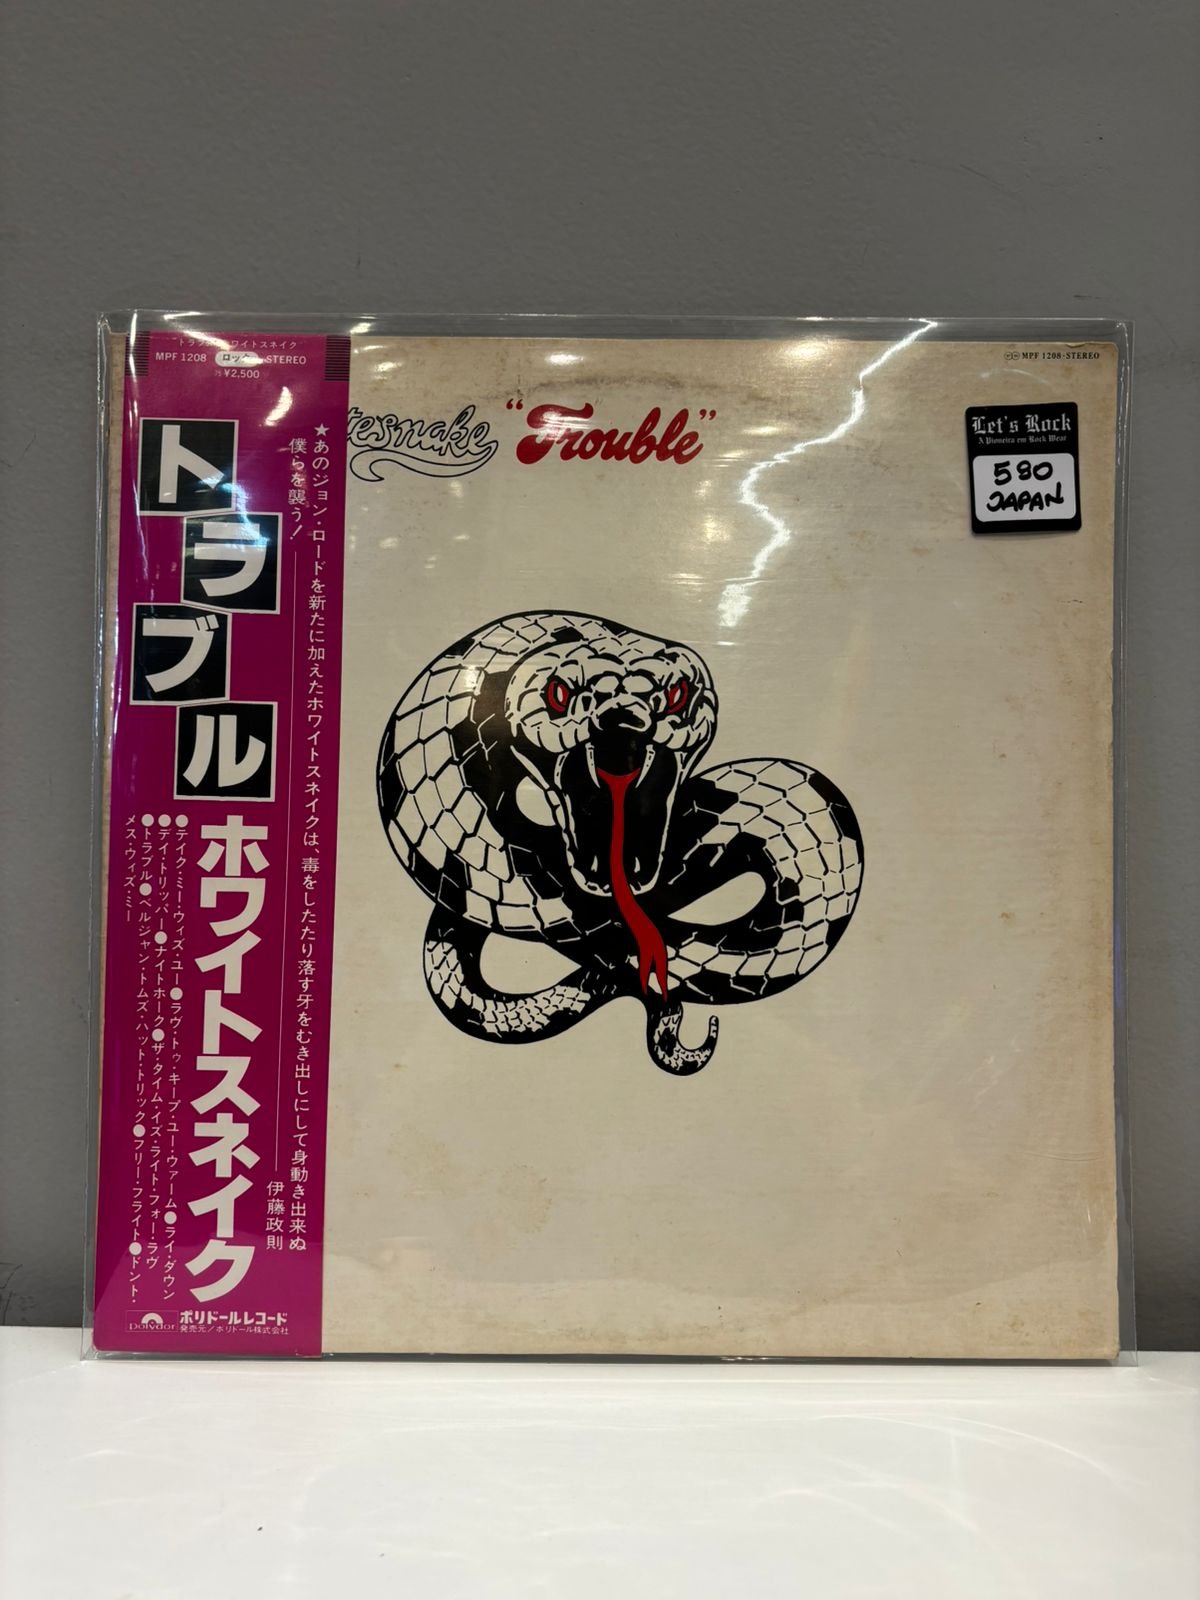 トラブル ホワイトスネイク
MPF 1208 ロック STEREO
¥2,500
トラブル
ホワイトスネイク
★あのジョン・ロードを新たに加えたホワイトスネイクは、毒をしたたり落す牙をむき出しにして身動き出来ぬ
僕らを襲う!
伊藤政則
●テイク・ミー・ウィズ・ユー●ラヴ・トゥ・キープ・ユー・ウァーム●ライ・ダウン
●デイ・トリッパー●ナイトホーク●ザ・タイム・イズ・ライト・フォー・ラヴ
●トラブル●ベルジャン・トムズ・ハット・トリック●フリー・フライト●ドント・
メス・ウィズ・ミー
polydor ポリドールレコード
発売元/ポリドール株式会社
tesnake "Trouble"
MPF 1208·STEREO
Let's Rock
A Pioneira em Rock Wear
580
JAPAN